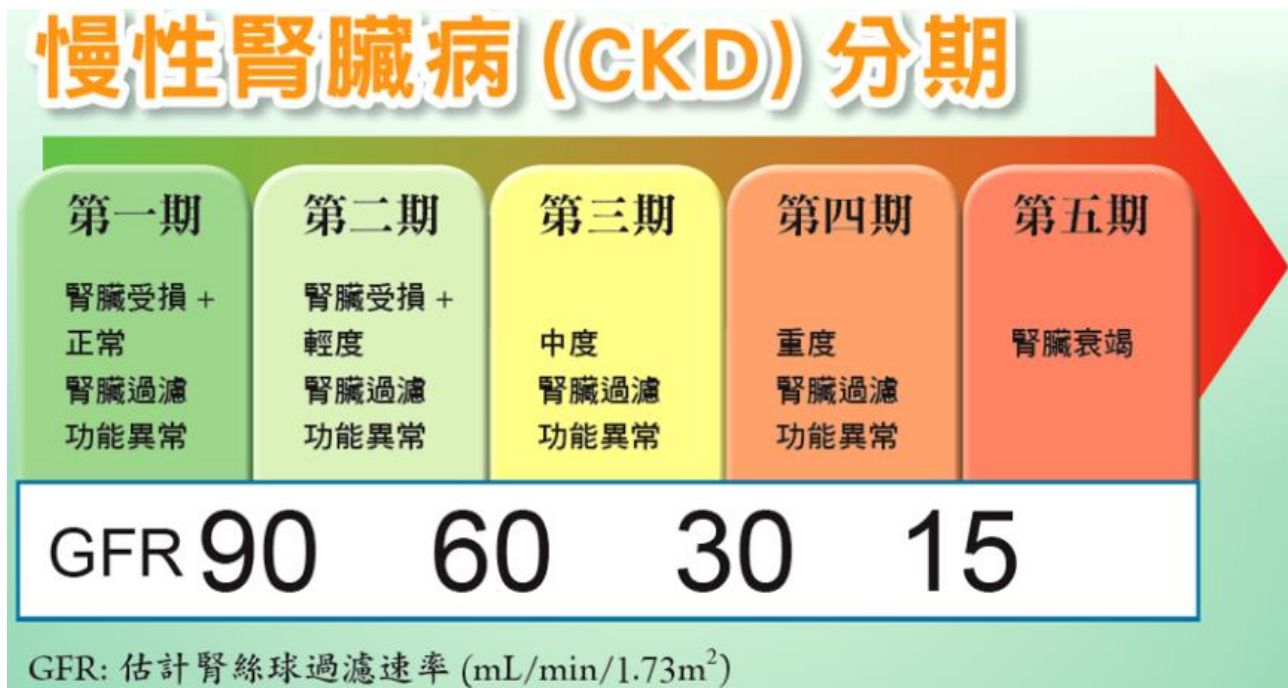 慢性腎臟病(CKD)分期
第一期
腎臟受損 +
正常
腎臟過濾
功能異常
第二期
腎臟受損 +
輕度
腎臟過濾
功能異常
第三期
中度
腎臟過濾
功能異常
第四期
重度
腎臟過濾
功能異常
第五期
腎臟衰竭
GFR 90 60 30 15
GFR: 估計腎絲球過濾速率 (mL/min/1.73m²)